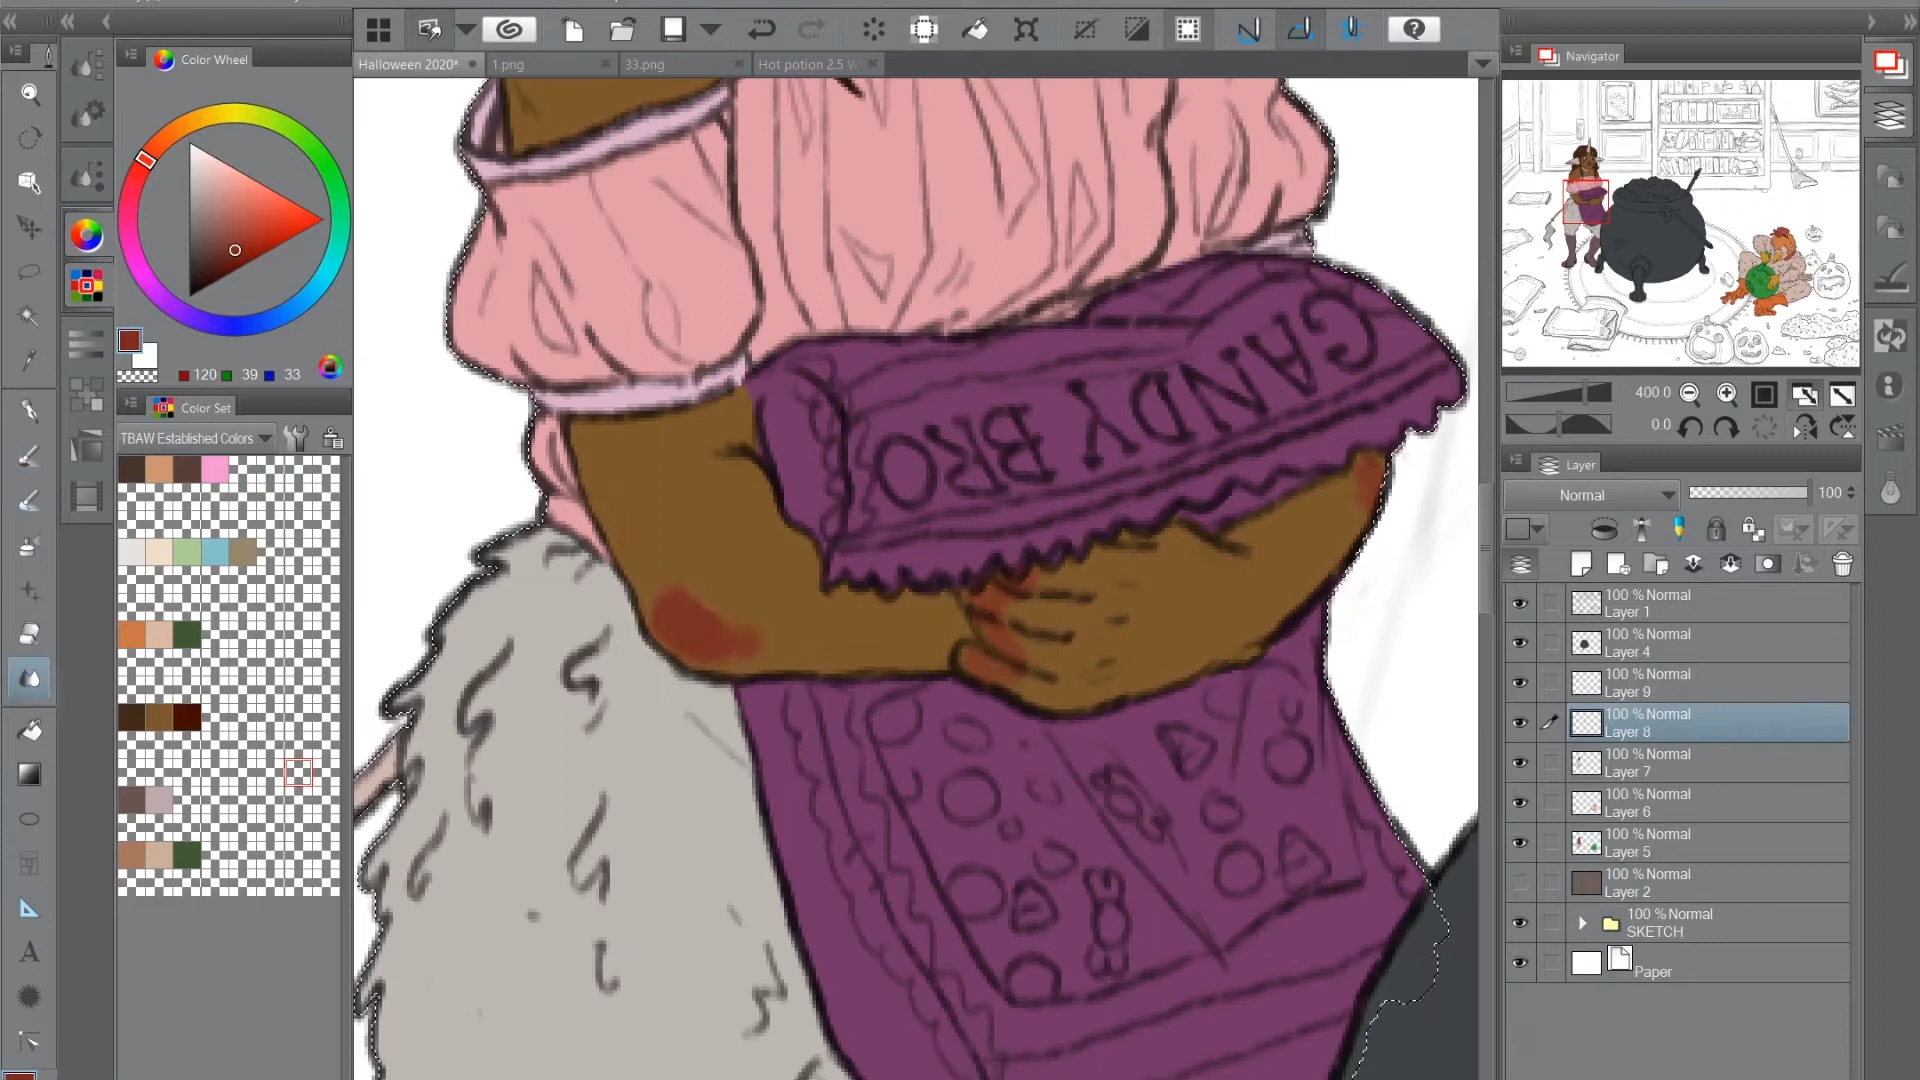 Halloween 2020*
1.png
33.png
Hot potion 2.5 W
Color Wheel
120 39 33
Color Set
TBAW Established Colors
CANDY BRO
Navigator
400.0
0.0
Layer
Normal
100
100 % Normal
Layer 1
100 % Normal
Layer 4
100 % Normal
Layer 9
100 % Normal
Layer 8
100 % Normal
Layer 7
100 % Normal
Layer 6
100 % Normal
Layer 5
100 % Normal
Layer 2
100 % Normal
SKETCH
Paper